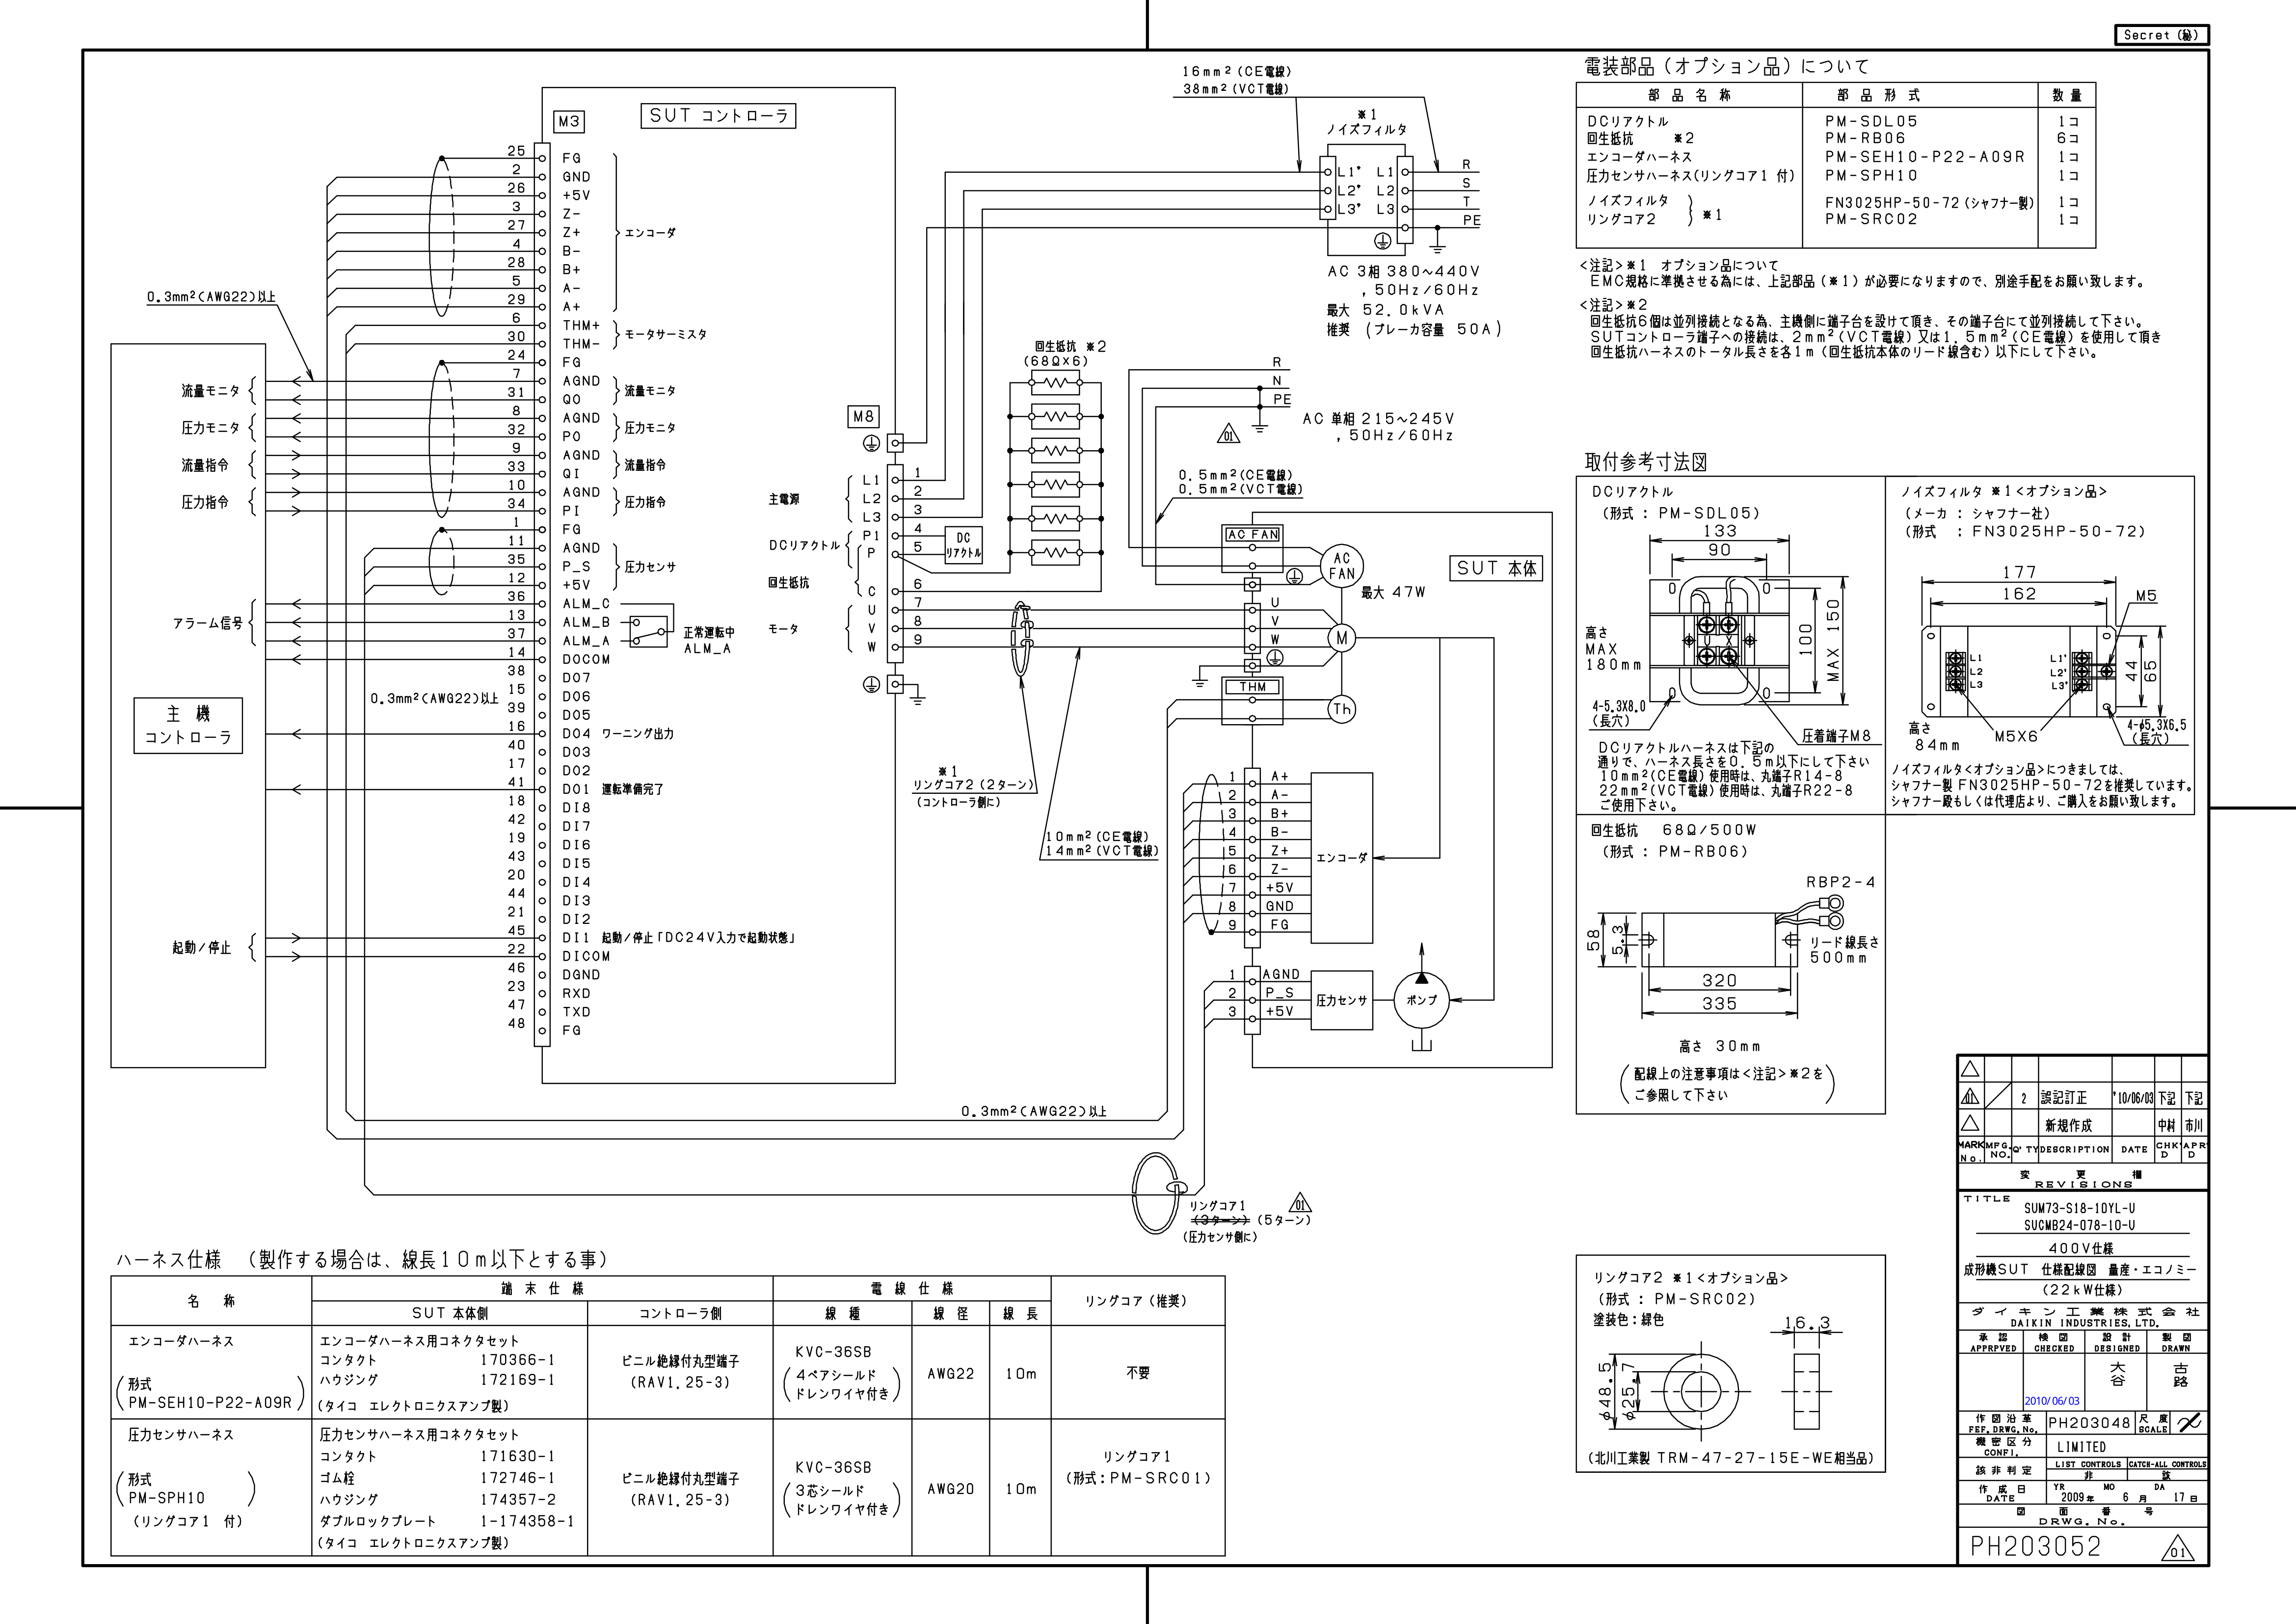 Secret (秘)
M3
SUT コントローラ
25 FG
2 GND
26 +5V
3 Z-
27 Z+
4 B-
28 B+
5 A-
29 A+
エンコーダ
6 THM+
30 THM-
モータサーミスタ
24 FG
7 AGND
31 QO
流量モニタ
8 AGND
32 PO
圧力モニタ
9 AGND
33 QI
流量指令
10 AGND
34 PI
圧力指令
1 FG
11 AGND
35 P_S
12 +5V
圧力センサ
36 ALM_C
13 ALM_B
37 ALM_A
正常運転中
ALM_A
14 DOCOM
38 DO7
15 DO6
39 DO5
16 DO4 ワーニング出力
40 DO3
17 DO2
41 DO1 運転準備完了
18 DI8
42 DI7
19 DI6
43 DI5
20 DI4
44 DI3
21 DI2
45 DI1 起動/停止「DC24V入力で起動状態」
22 DICOM
46 DGND
23 RXD
47 TXD
48 FG
0.3mm²(AWG22)以上
流量モニタ
圧力モニタ
流量指令
圧力指令
アラーム信号
主 機
コントローラ
起動/停止
0.3mm²(AWG22)以上
M8
主電源
L1 1
L2 2
L3 3
DCリアクトル
P1 4
P 5
回生抵抗
C 6
モータ
U 7
V 8
W 9
DC
リアクトル
回生抵抗 ※2
(68Ω×6)
16mm²(CE電線)
38mm²(VCT電線)
※1
ノイズフィルタ
L1' L1 R
L2' L2 S
L3' L3 T
PE
AC 3相 380~440V
,50Hz/60Hz
最大 52.0kVA
推奨 (ブレーカ容量 50A)
R
N
PE
AC 単相 215~245V
,50Hz/60Hz
01
0.5mm²(CE電線)
0.5mm²(VCT電線)
AC FAN
AC
FAN
最大 47W
SUT 本体
U
V
W
M
THM
Th
※1
リングコア2(2ターン)
(コントローラ側に)
10mm²(CE電線)
14mm²(VCT電線)
1 A+
2 A-
3 B+
4 B-
5 Z+
6 Z-
7 +5V
8 GND
9 FG
エンコーダ
1 AGND
2 P_S
3 +5V
圧力センサ
ポンプ
0.3mm²(AWG22)以上
リングコア1
(3ターン) (5ターン)
(圧力センサ側に)
01
電装部品(オプション品)について
部 品 名 称 部 品 形 式 数 量
DCリアクトル PM-SDL05 1コ
回生抵抗 ※2 PM-RB06 6コ
エンコーダハーネス PM-SEH10-P22-A09R 1コ
圧力センサハーネス(リングコア1 付) PM-SPH10 1コ
ノイズフィルタ FN3025HP-50-72(シャフナー製) 1コ
リングコア2 ※1 PM-SRC02 1コ
<注記>※1 オプション品について
EMC規格に準拠させる為には、上記部品(※1)が必要になりますので、別途手配をお願い致します。
<注記>※2
回生抵抗6個は並列接続となる為、主機側に端子台を設けて頂き、その端子台にて並列接続して下さい。
SUTコントローラ端子への接続は、2mm²(VCT電線)又は1.5mm²(CE電線)を使用して頂き
回生抵抗ハーネスのトータル長さを各1m(回生抵抗本体のリード線含む)以下にして下さい。
取付参考寸法図
DCリアクトル
(形式 : PM-SDL05)
133
90
100
MAX 150
U X
高さ
MAX
180mm
4-5.3X8.0
(長穴)
圧着端子M8
DCリアクトルハーネスは下記の
通りで、ハーネス長さを0.5m以下にして下さい
10mm²(CE電線)使用時は、丸端子R14-8
22mm²(VCT電線)使用時は、丸端子R22-8
ご使用下さい。
ノイズフィルタ ※1<オプション品>
(メーカ : シャフナー社)
(形式 : FN3025HP-50-72)
177
162
M5
L1 L1'
L2 L2'
L3 L3'
44
65
高さ
84mm
M5X6
4-φ5.3X6.5
(長穴)
ノイズフィルタ<オプション品>につきましては、
シャフナー製 FN3025HP-50-72を推奨しています。
シャフナー殿もしくは代理店より、ご購入をお願い致します。
回生抵抗 68Ω/500W
(形式 : PM-RB06)
RBP2-4
58
5.3
リード線長さ
500mm
320
335
高さ 30mm
(配線上の注意事項は<注記>※2を
ご参照して下さい)
リングコア2 ※1<オプション品>
(形式 : PM-SRC02)
塗装色:緑色
16.3
φ48.5
φ25.7
(北川工業製 TRM-47-27-15E-WE相当品)
ハーネス仕様 (製作する場合は、線長10m以下とする事)
名 称 端 末 仕 様 電 線 仕 様 リングコア(推奨)
SUT 本体側 コントローラ側 線 種 線 径 線 長
エンコーダハーネス
(形式
PM-SEH10-P22-A09R)
エンコーダハーネス用コネクタセット
コンタクト 170366-1
ハウジング 172169-1
(タイコ エレクトロニクスアンプ製)
ビニル絶縁付丸型端子
(RAV1.25-3)
KVC-36SB
(4ペアシールド
ドレンワイヤ付き)
AWG22
10m
不要
圧力センサハーネス
(形式
PM-SPH10)
(リングコア1 付)
圧力センサハーネス用コネクタセット
コンタクト 171630-1
ゴム栓 172746-1
ハウジング 174357-2
ダブルロックプレート 1-174358-1
(タイコ エレクトロニクスアンプ製)
ビニル絶縁付丸型端子
(RAV1.25-3)
KVC-36SB
(3芯シールド
ドレンワイヤ付き)
AWG20
10m
リングコア1
(形式:PM-SRC01)
01 2 誤記訂正 '10/06/03 下記 下記
新規作成 中村 市川
MARK No. MFG. NO. Q'TY DESCRIPTION DATE CHK'D APR'D
変 更 欄
REVISIONS
TITLE
SUM73-S18-10YL-U
SUCMB24-078-10-U
400V仕様
成形機SUT 仕様配線図 量産・エコノミー
(22kW仕様)
ダイキン工業株式会社
DAIKIN INDUSTRIES,LTD.
承 認 検 図 設 計 製 図
APPRPVED CHECKED DESIGNED DRAWN
大谷 古路
2010/06/03
作 図 沿 革 PH203048 尺 度
FEF.DRWG.No. SCALE
機 密 区 分 LIMITED
CONFI.
該 非 判 定 LIST CONTROLS CATCH-ALL CONTROLS
非 該
作 成 日 YR MO DA
DATE 2009年 6月 17日
図 面 番 号
DRWG. No.
PH203052 01